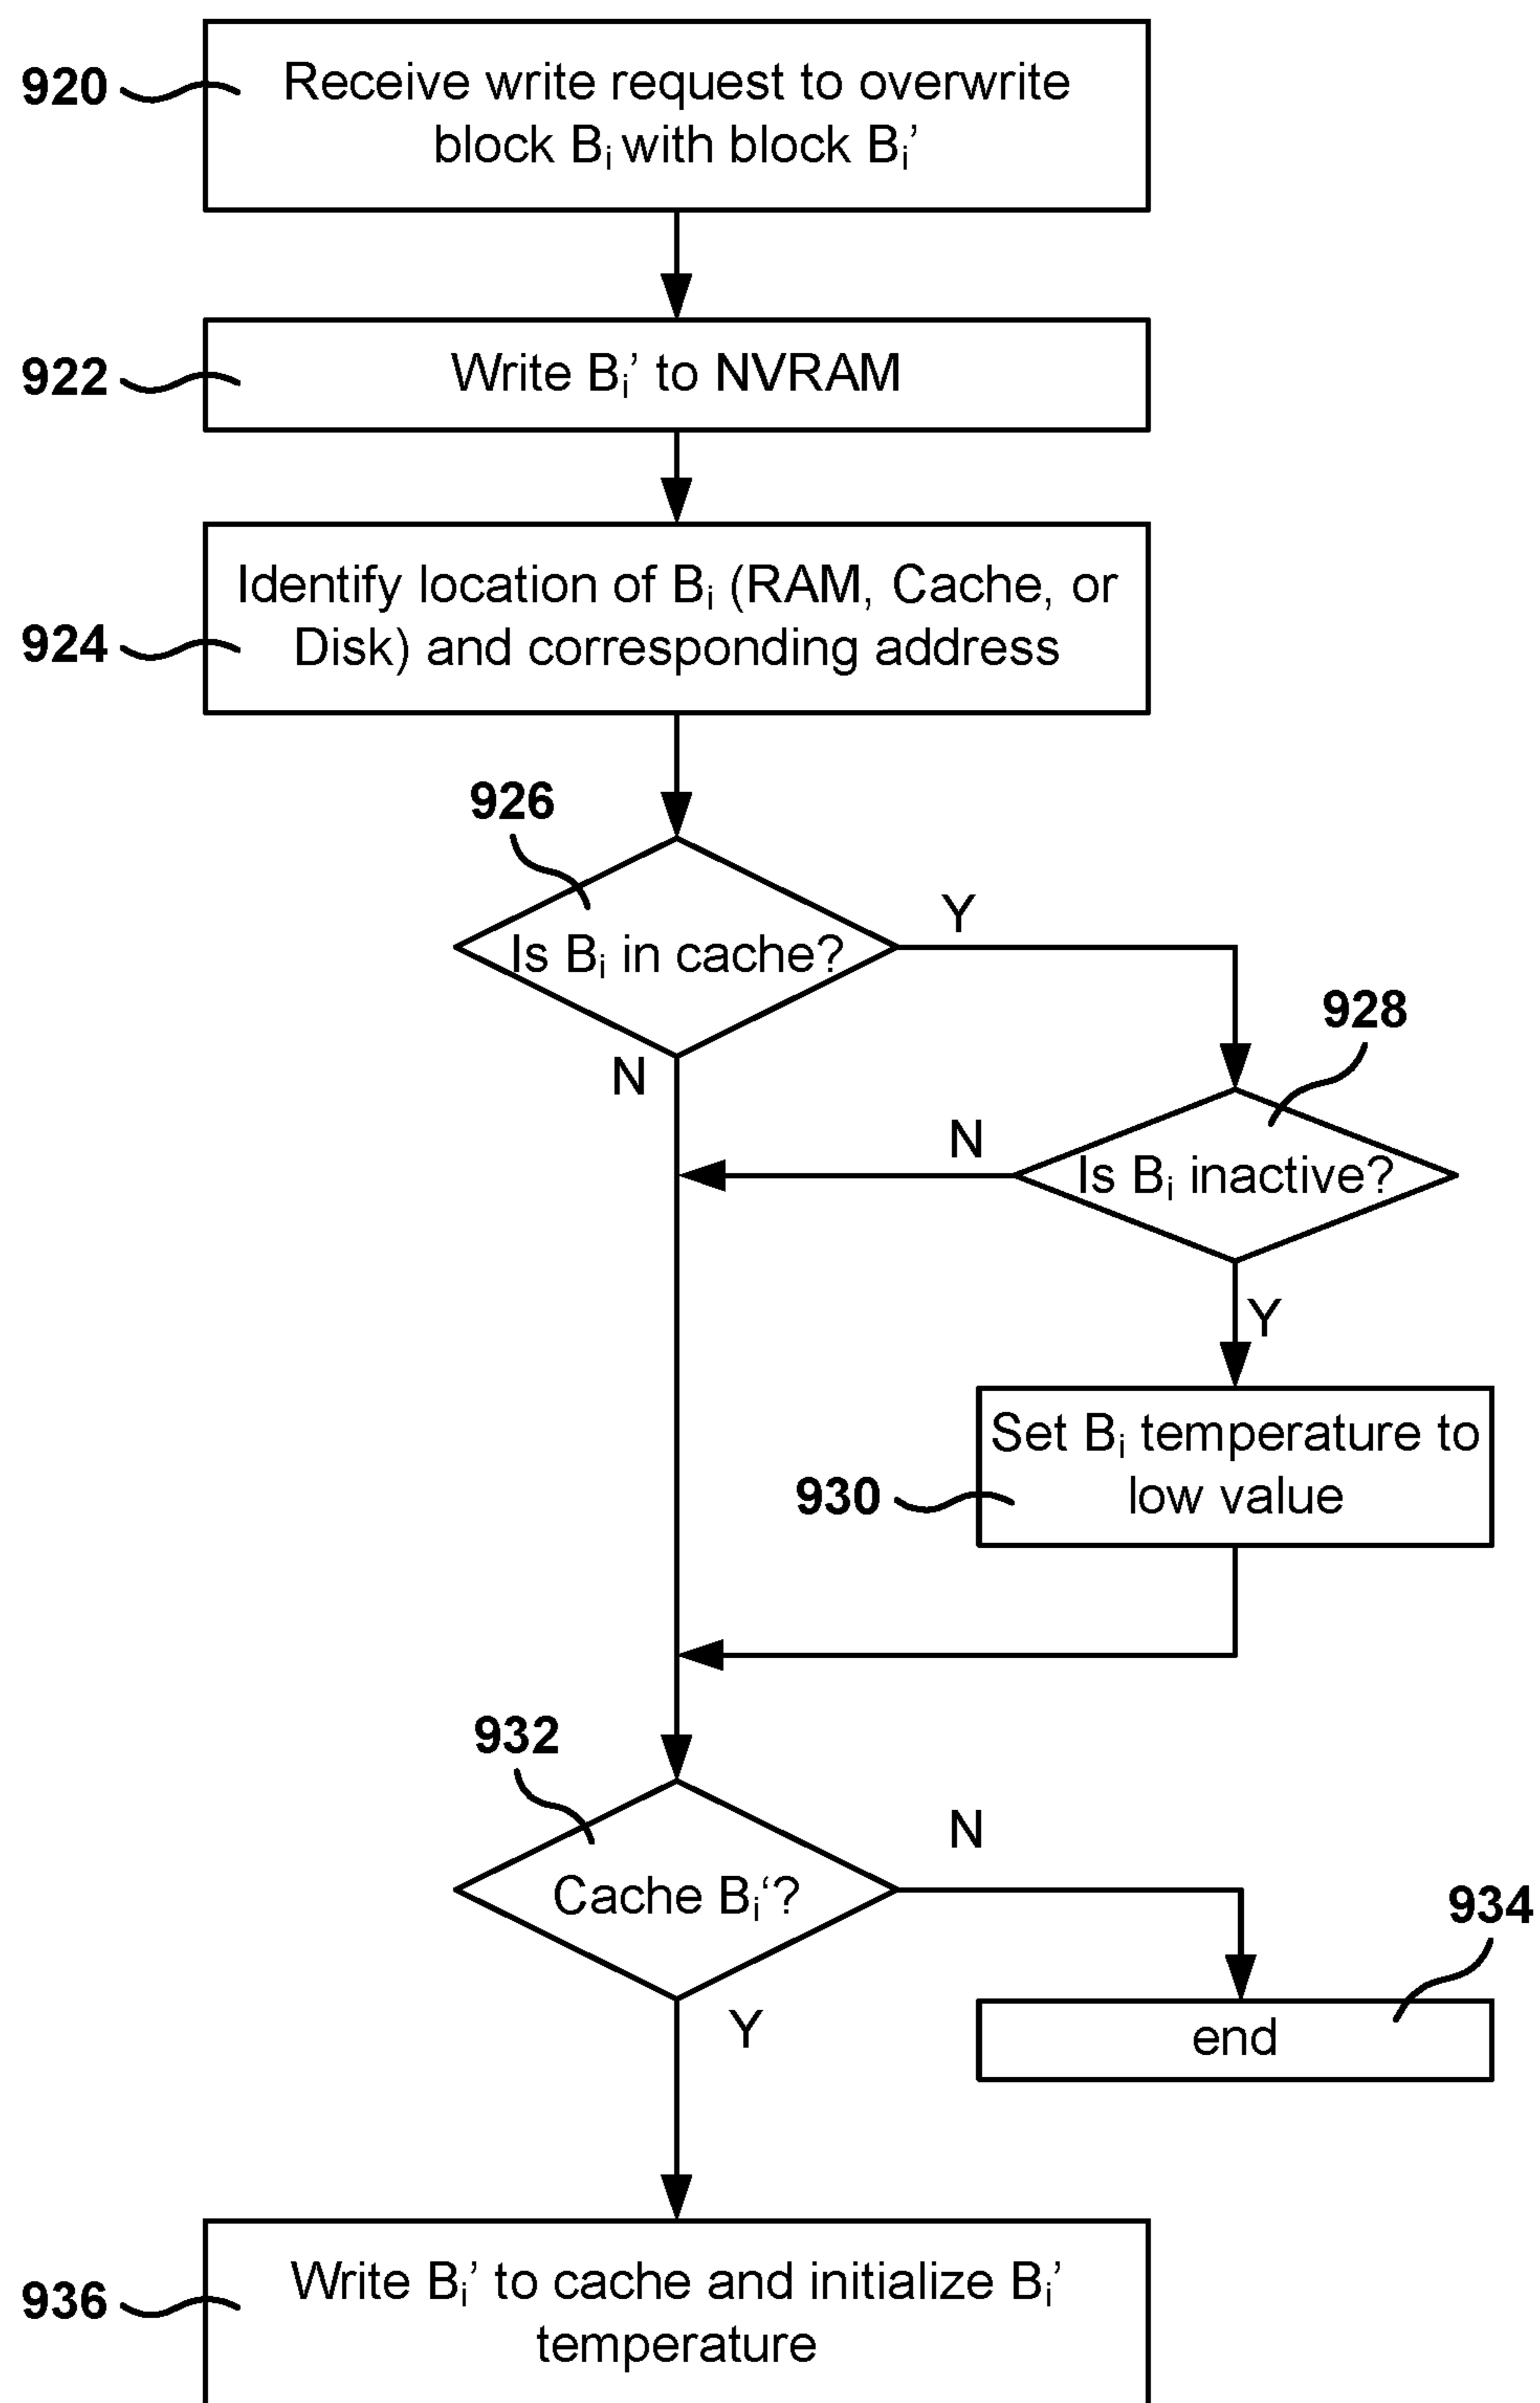 920
Receive write request to overwrite
block Bi with block Bi’
922
Write Bi’ to NVRAM
924
Identify location of Bi (RAM, Cache, or
Disk) and corresponding address
926
Is Bi in cache?
Y
N
928
Is Bi inactive?
N
Y
930
Set Bi temperature to
low value
932
Cache Bi‘?
N
Y
934
end
936
Write Bi’ to cache and initialize Bi’
temperature